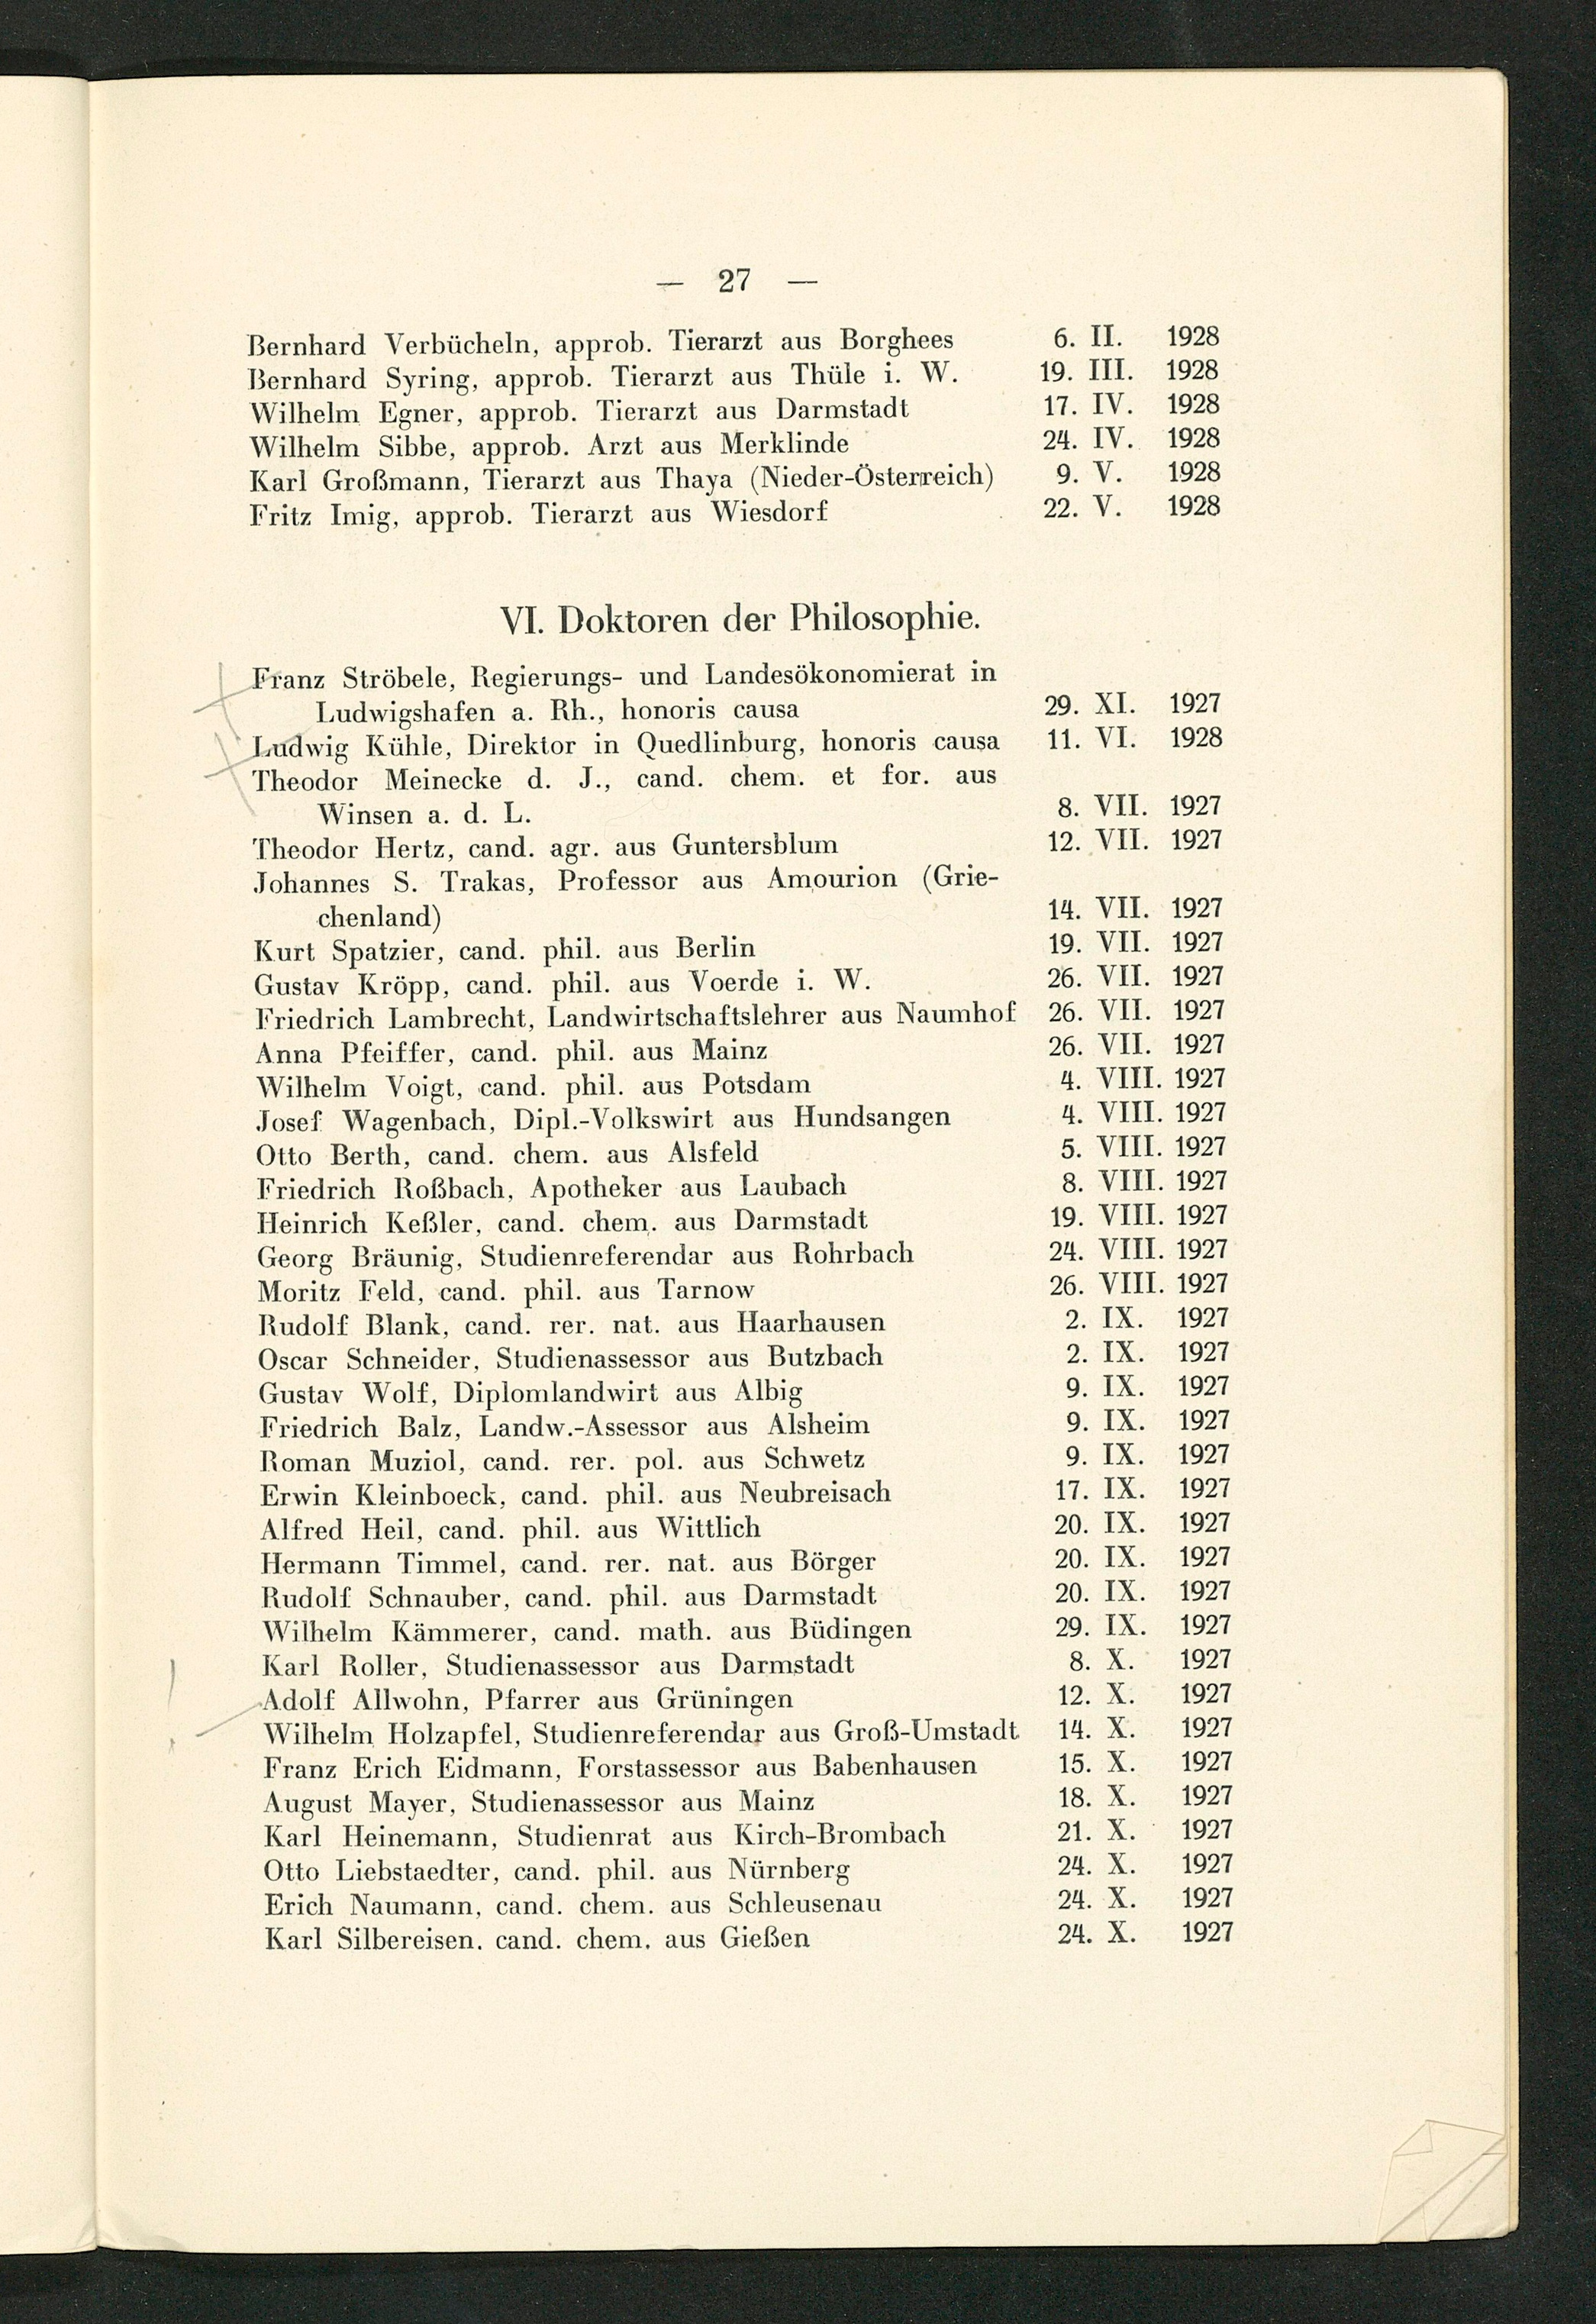 — 27 —
Bernhard Verbücheln, approb. Tierarzt aus Borghees 6. II. 1928
Bernhard Syring, approb. Tierarzt aus Thüle i. W. 19. III. 1928
Wilhelm Egner, approb. Tierarzt aus Darmstadt 17. IV. 1928
Wilhelm Sibbe, approb. Arzt aus Merklinde 24. IV. 1928
Karl Großmann, Tierarzt aus Thaya (Nieder-Österreich) 9. V. 1928
Fritz Imig, approb. Tierarzt aus Wiesdorf 22. V. 1928
VI. Doktoren der Philosophie.
Franz Ströbele, Regierungs- und Landesökonomierat in
Ludwigshafen a. Rh., honoris causa 29. XI. 1927
Ludwig Kühle, Direktor in Quedlinburg, honoris causa 11. VI. 1928
Theodor Meinecke d. J., cand. chem. et for. aus
Winsen a. d. L. 8. VII. 1927
Theodor Hertz, cand. agr. aus Guntersblum 12. VII. 1927
Johannes S. Trakas, Professor aus Amourion (Grie-
chenland) 14. VII. 1927
Kurt Spatzier, cand. phil. aus Berlin 19. VII. 1927
Gustav Kröpp, cand. phil. aus Voerde i. W. 26. VII. 1927
Friedrich Lambrecht, Landwirtschaftslehrer aus Naumhof 26. VII. 1927
Anna Pfeiffer, cand. phil. aus Mainz 26. VII. 1927
Wilhelm Voigt, cand. phil. aus Potsdam 4. VIII. 1927
Josef Wagenbach, Dipl.-Volkswirt aus Hundsangen 4. VIII. 1927
Otto Berth, cand. chem. aus Alsfeld 5. VIII. 1927
Friedrich Roßbach, Apotheker aus Laubach 8. VIII. 1927
Heinrich Keßler, cand. chem. aus Darmstadt 19. VIII. 1927
Georg Bräunig, Studienreferendar aus Rohrbach 24. VIII. 1927
Moritz Feld, cand. phil. aus Tarnow 26. VIII. 1927
Rudolf Blank, cand. rer. nat. aus Haarhausen 2. IX. 1927
Oscar Schneider, Studienassessor aus Butzbach 2. IX. 1927
Gustav Wolf, Diplomlandwirt aus Albig 9. IX. 1927
Friedrich Balz, Landw.-Assessor aus Alsheim 9. IX. 1927
Roman Muziol, cand. rer. pol. aus Schwetz 9. IX. 1927
Erwin Kleinboeck, cand. phil. aus Neubreisach 17. IX. 1927
Alfred Heil, cand. phil. aus Wittlich 20. IX. 1927
Hermann Timmel, cand. rer. nat. aus Börger 20. IX. 1927
Rudolf Schnauber, cand. phil. aus Darmstadt 20. IX. 1927
Wilhelm Kämmerer, cand. math. aus Büdingen 29. IX. 1927
Karl Roller, Studienassessor aus Darmstadt 8. X. 1927
Adolf Allwohn, Pfarrer aus Grüningen 12. X. 1927
Wilhelm Holzapfel, Studienreferendar aus Groß-Umstadt 14. X. 1927
Franz Erich Eidmann, Forstassessor aus Babenhausen 15. X. 1927
August Mayer, Studienassessor aus Mainz 18. X. 1927
Karl Heinemann, Studienrat aus Kirch-Brombach 21. X. 1927
Otto Liebstaedter, cand. phil. aus Nürnberg 24. X. 1927
Erich Naumann, cand. chem. aus Schleusenau 24. X. 1927
Karl Silbereisen. cand. chem. aus Gießen 24. X. 1927